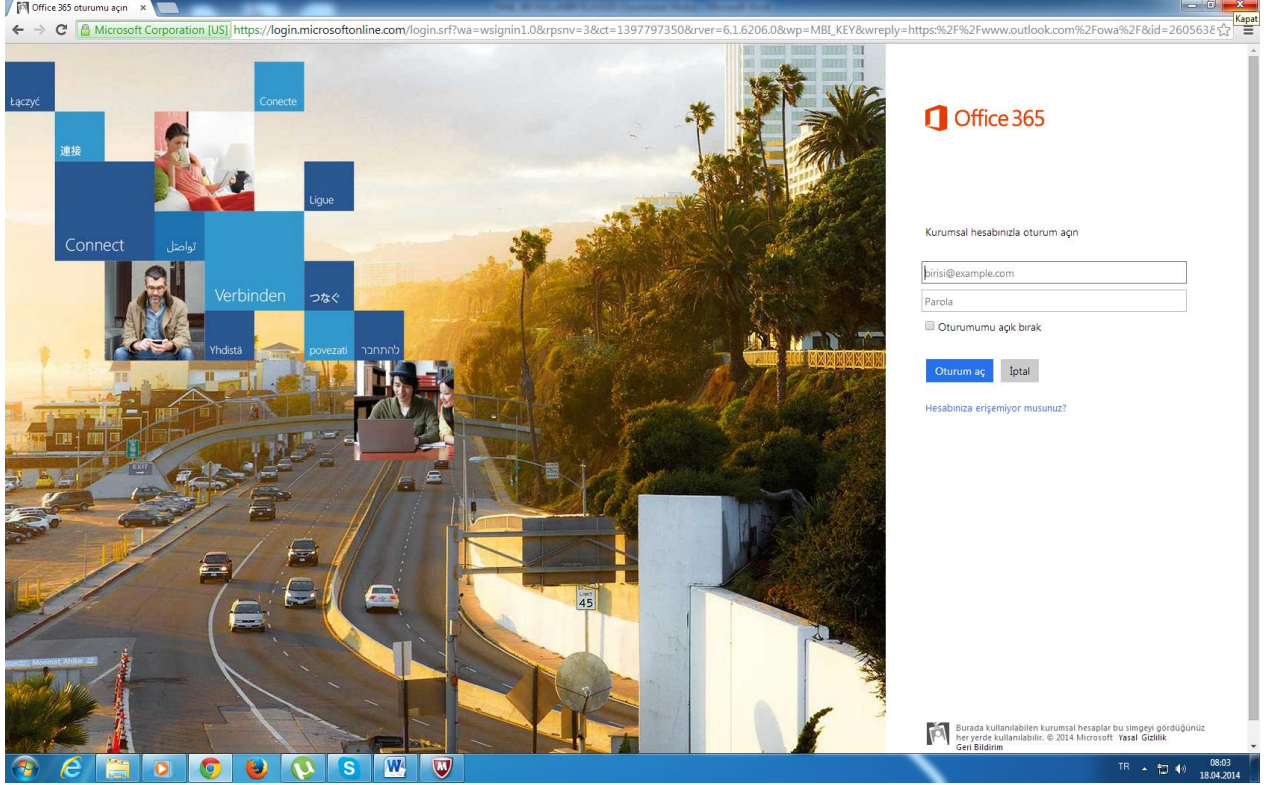 Office 365 oturumu açın
Kapat
Microsoft Corporation [US] https://login.microsoftonline.com/login.srf?wa=wsignin1.0&rpsnv=3&ct=1397797350&rver=6.1.6206.0&wp=MBI_KEY&wreply=https:%2F%2Fwww.outlook.com%2Fowa%2F&id=260563
Łączyć
Conecte
連接
Ligue
Connect
تواصَل
Verbinden
つなぐ
Yhdistä
povezati
להתחבר
EXIT
LIMIT
45
Office 365
Kurumsal hesabınızla oturum açın
birisi@example.com
Parola
Oturumumu açık bırak
Oturum aç
İptal
Hesabınıza erişemiyor musunuz?
Burada kullanılabilen kurumsal hesaplar bu simgeyi gördüğünüz
her yerde kullanılabilir. © 2014 Microsoft Yasal Gizlilik
Geri Bildirim
TR
08:03
18.04.2014